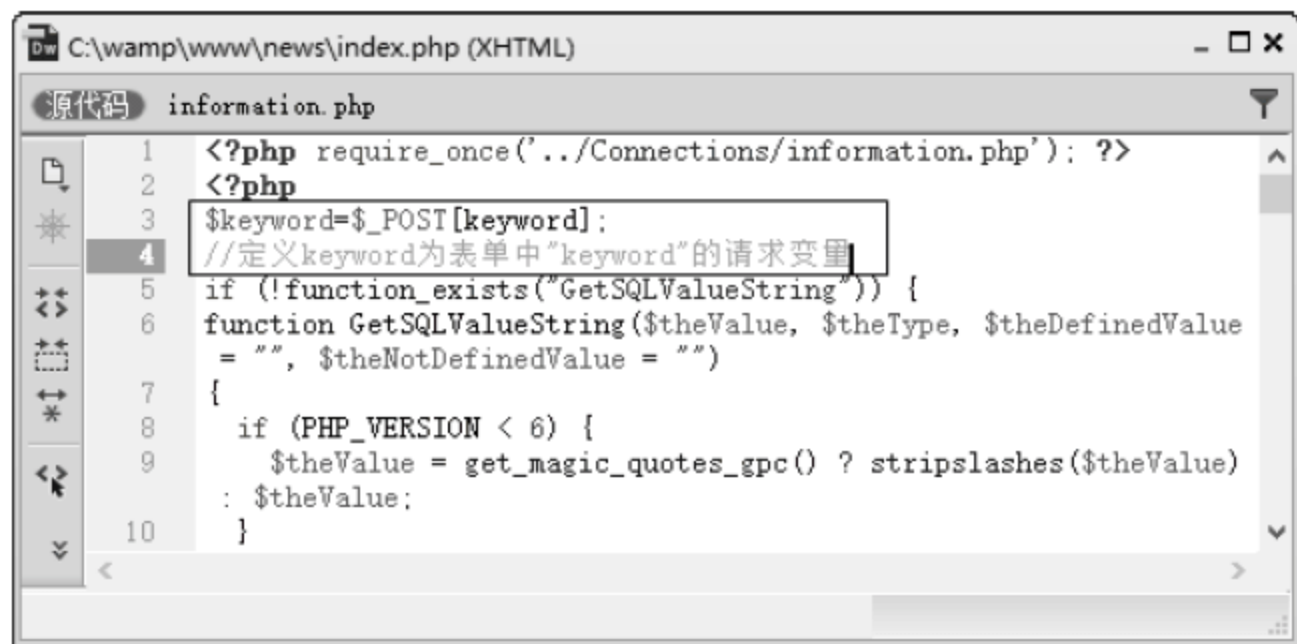 Dw C:\wamp\www\news\index.php (XHTML)
源代码 information.php
1 <?php require_once('../Connections/information.php'); ?>
2 <?php
3 $keyword=$_POST[keyword];
4 //定义keyword为表单中"keyword"的请求变量
5 if (!function_exists("GetSQLValueString")) {
6 function GetSQLValueString($theValue, $theType, $theDefinedValue
= "", $theNotDefinedValue = "")
7 {
8 if (PHP_VERSION < 6) {
9 $theValue = get_magic_quotes_gpc() ? stripslashes($theValue)
: $theValue;
10 }